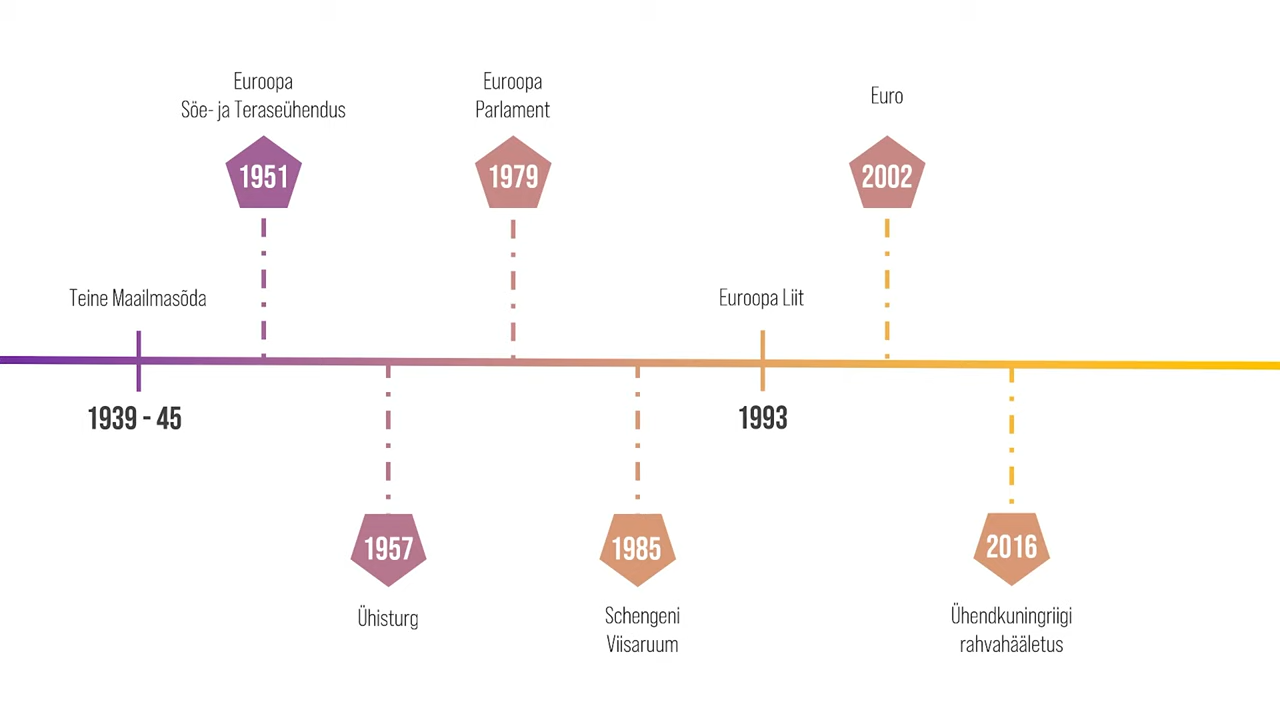 Euroopa
Söe- ja Teraseühendus
1951
Euroopa
Parlament
1979
Euro
2002
Teine Maailmasõda
1939 - 45
Euroopa Liit
1993
1957
Ühisturg
1985
Schengeni
Viisaruum
2016
Ühendkuningriigi
rahvahääletus